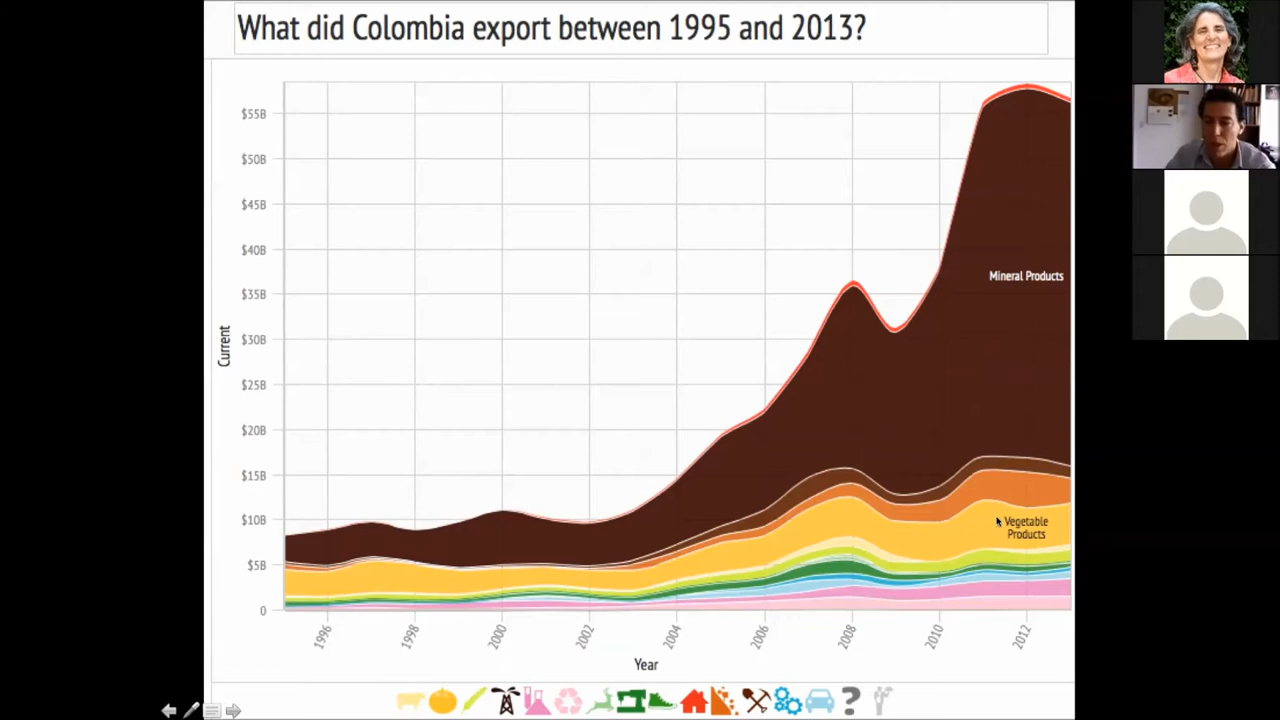 What did Colombia export between 1995 and 2013?
$55B
$50B
$45B
$40B
$35B
$30B
$25B
$20B
$15B
$10B
$5B
0
Current
Mineral Products
Vegetable
Products
1996
1998
2000
2002
2004
2006
2008
2010
2012
Year
?